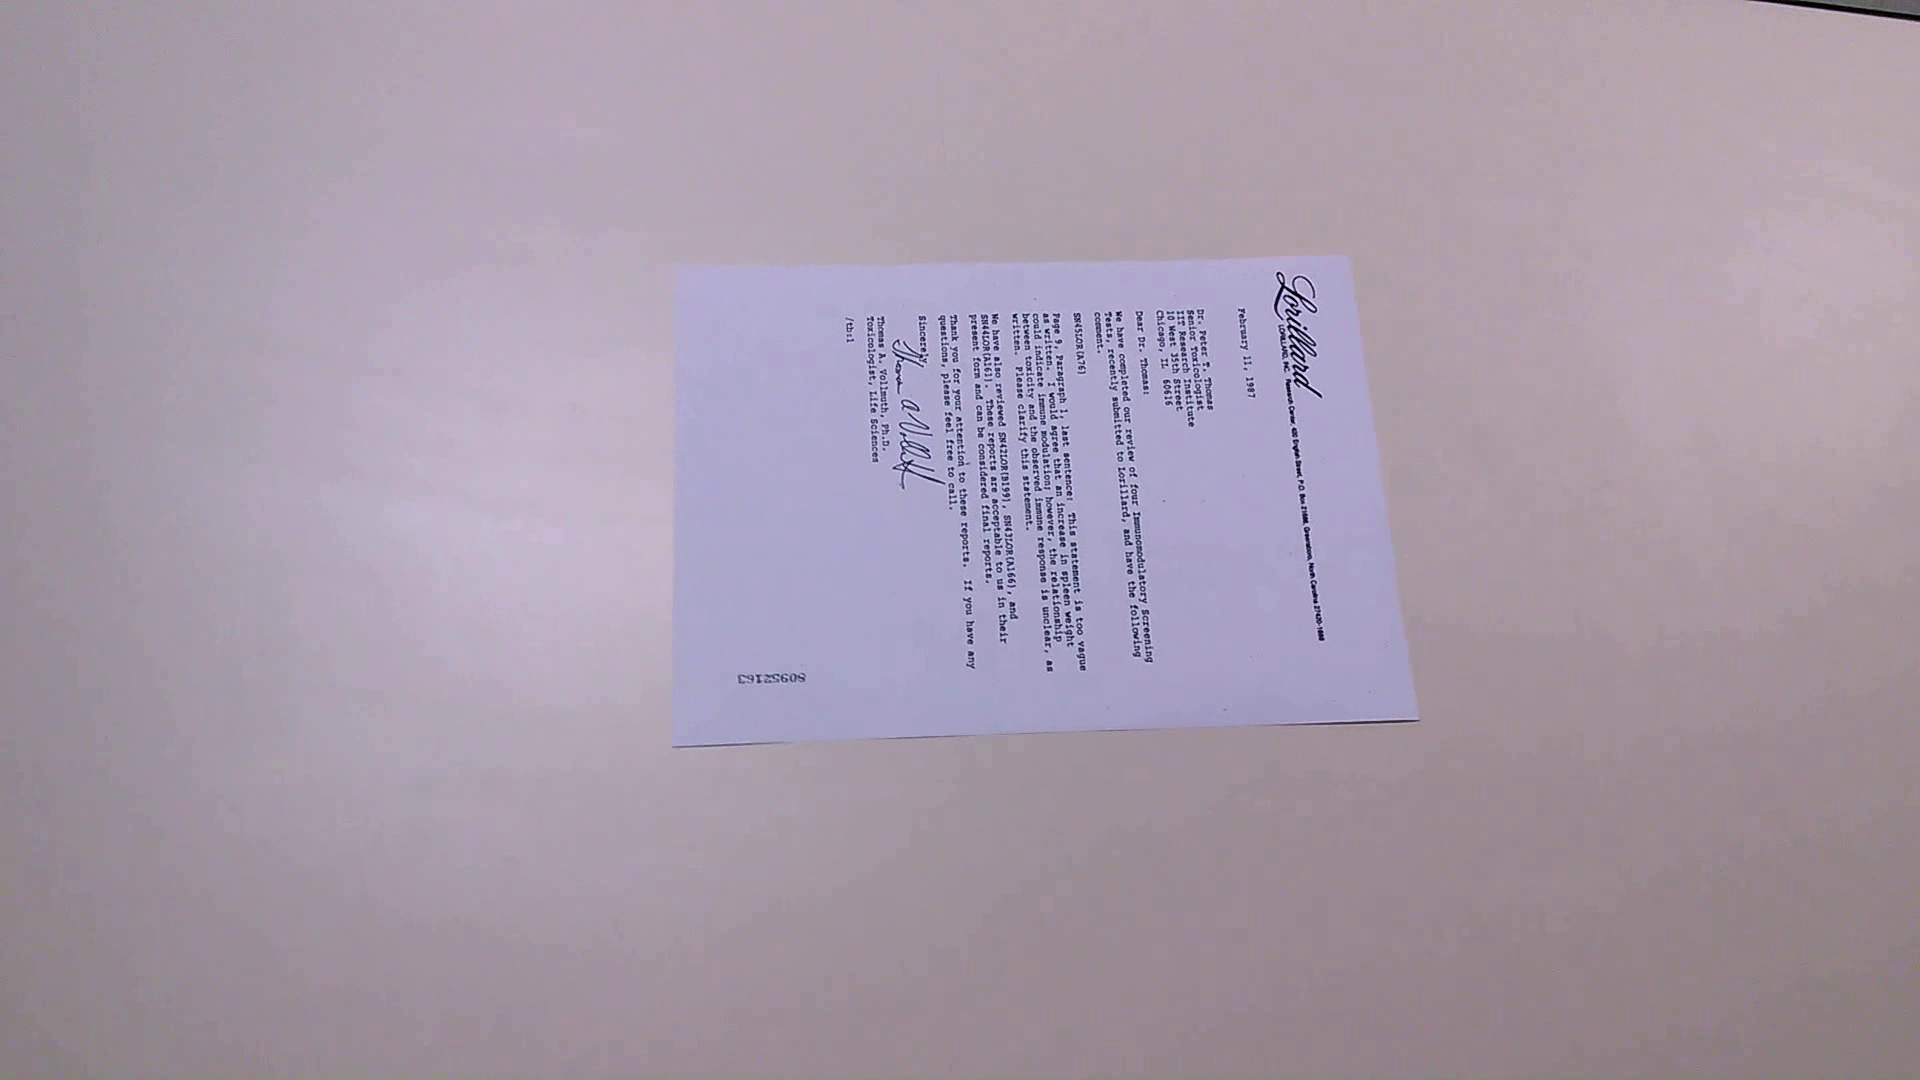 Lorillard
LORILLARD, INC. Research Center, 420 English Street, P.O. Box 21688, Greensboro, North Carolina 27420-1688
February 11, 1987
Dr. Peter T. Thomas
Senior Toxicologist
IIT Research Institute
10 West 35th Street
Chicago, IL 60616
Dear Dr. Thomas:
We have completed our review of four Immunomodulatory Screening
Tests, recently submitted to Lorillard, and have the following
comment.
SN45LOR(A76)
Page 9, Paragraph 1, last sentence: This statement is too vague
as written. I would agree that an increase in spleen weight
could indicate immune modulation; however, the relationship
between toxicity and the observed immune response is unclear, as
written. Please clarify this statement.
We have also reviewed SN42LOR(B199), SN43LOR(A166), and
SN44LOR(A161). These reports are acceptable to us in their
present form and can be considered final reports.
Thank you for your attention to these reports. If you have any
questions, please feel free to call.
Sincerely,
Thomas A. Vollmuth
Thomas A. Vollmuth, Ph.D.
Toxicologist, Life Sciences
/tb:1
80952163